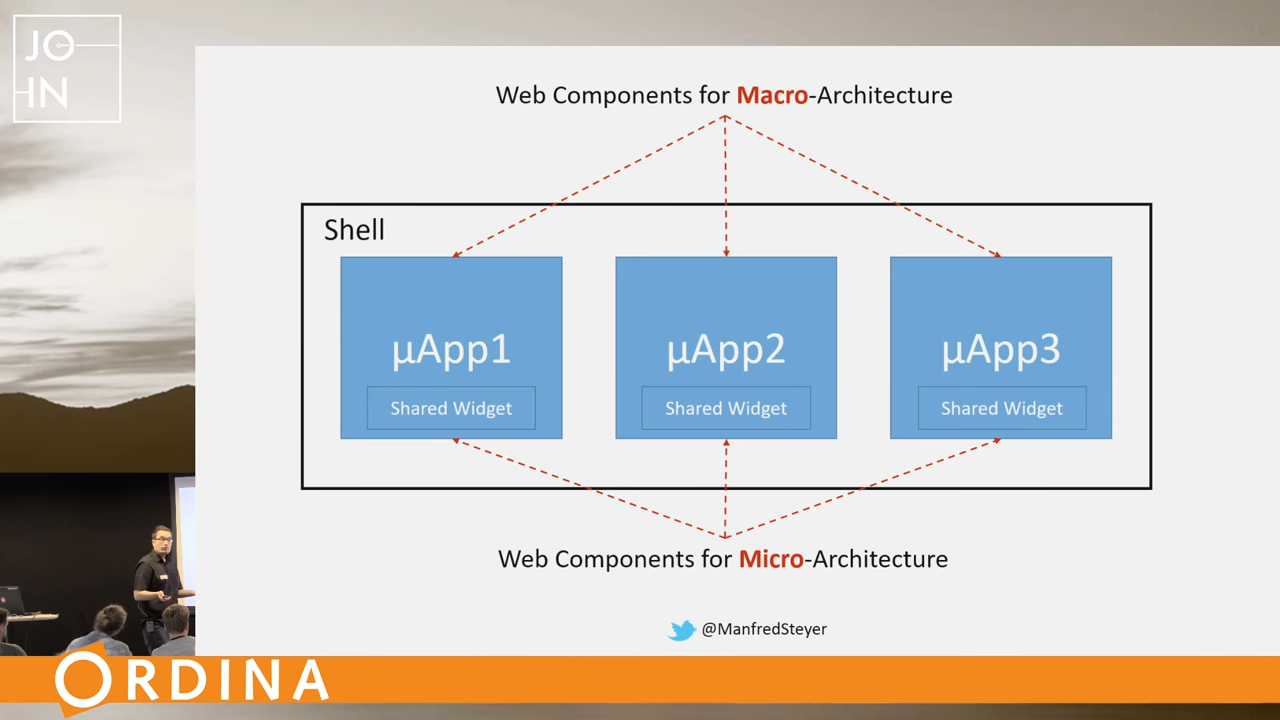 JO
IN
Web Components for Macro-Architecture
Shell
µApp1
µApp2
µApp3
Shared Widget
Shared Widget
Shared Widget
Web Components for Micro-Architecture
@ManfredSteyer
ORDINA